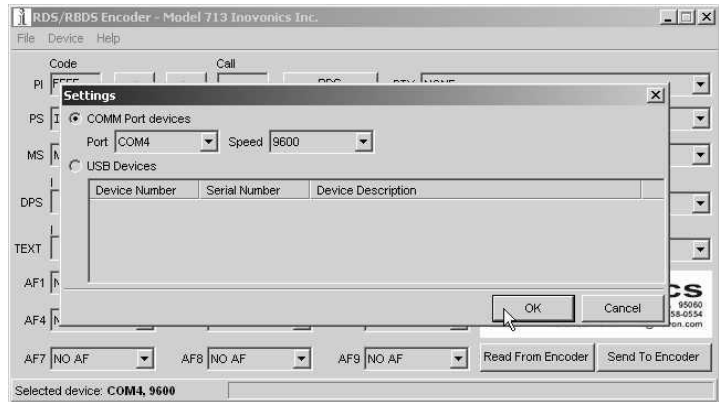 RDS/RBDS Encoder - Model 713 Inovonics Inc.
File Device Help
Code Call
PI
Settings
PS
COMM Port devices
Port COM4 Speed 9600
MS
USB Devices
Device Number Serial Number Device Description
DPS
TEXT
AF1
OK Cancel
95060
58-0554
AF4
on.com
AF7 NO AF AF8 NO AF AF9 NO AF Read From Encoder Send To Encoder
Selected device: COM4, 9600